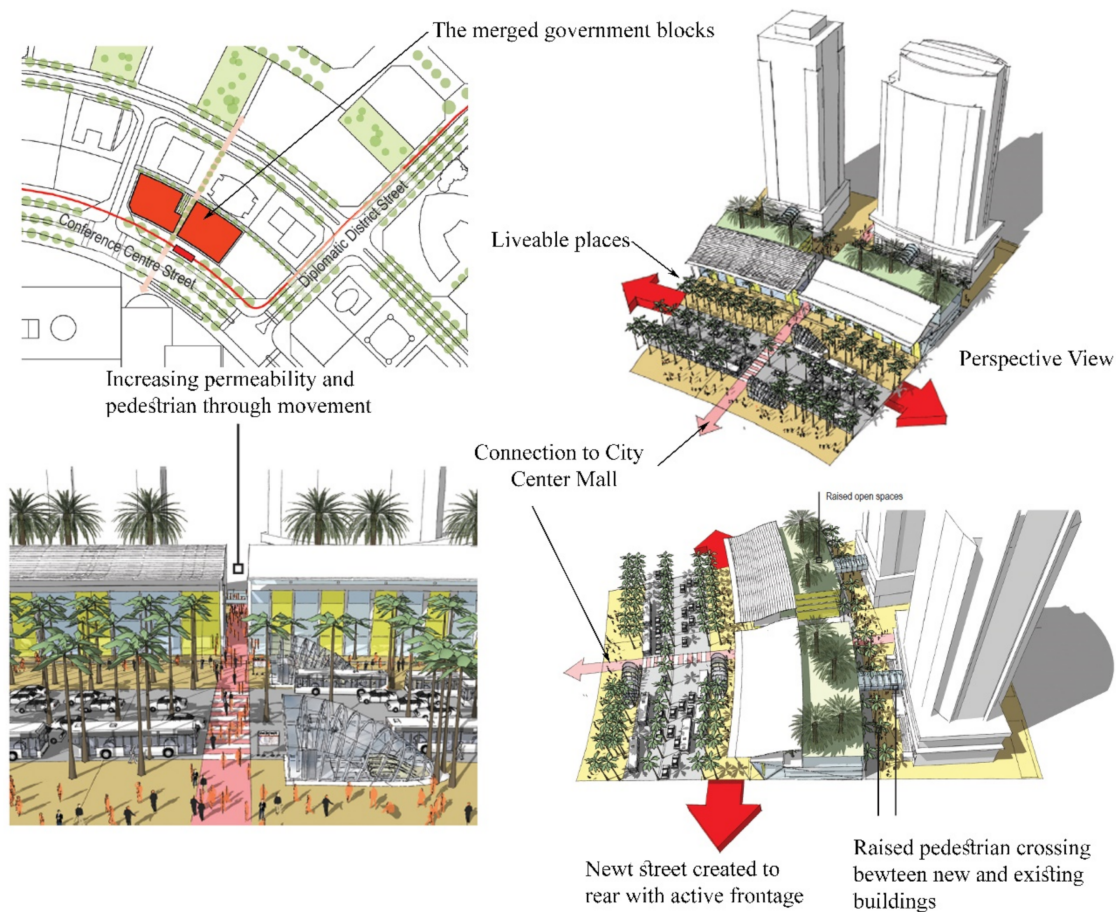 The merged government blocks
Conference Centre Street
Diplomatic District Street
Increasing permeability and
pedestrian through movement
Liveable places
Perspective View
Connection to City
Center Mall
Raised open spaces
Newt street created to
rear with active frontage
Raised pedestrian crossing
bewteen new and existing
buildings